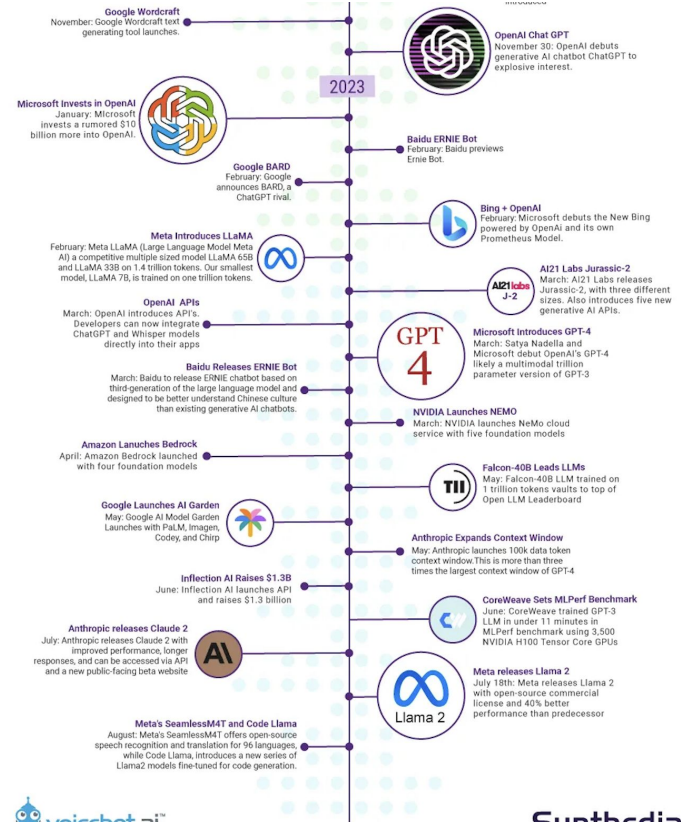 introduced
Google Wordcraft
November: Google Wordcraft text
generating tool launches.
OpenAI Chat GPT
November 30: OpenAI debuts
generative AI chatbot ChatGPT to
explosive interest.
2023
Microsoft Invests in OpenAI
January: MIcrosoft
invests a rumored $10
billion more into OpenAI.
Baidu ERNIE Bot
February: Baidu previews
Ernie Bot.
Google BARD
February: Google
announces BARD, a
ChatGPT rival.
Bing + OpenAI
February: Microsoft debuts the New Bing
powered by OpenAi and its own
Prometheus Model.
Meta Introduces LLaMA
February: Meta LLaMA (Large Language Model Meta
AI) a competitive multiple sized model LLaMA 65B
and LLaMA 33B on 1.4 trillion tokens. Our smallest
model, LLaMA 7B, is trained on one trillion tokens.
AI21labs
J-2
AI21 Labs Jurassic-2
March: AI21 Labs releases
Jurassic-2, with three different
sizes. Also introduces five new
generative AI APIs.
OpenAI APIs
March: OpenAI introduces API's.
Developers can now integrate
ChatGPT and Whisper models
directly into their apps
GPT
4
Microsoft Introduces GPT-4
March: Satya Nadella and
Microsoft debut OpenAI's GPT-4
likely a multimodal trillion
parameter version of GPT-3
Baidu Releases ERNIE Bot
March: Baidu to release ERNIE chatbot based on
third-generation of the large language model and
designed to be better understand Chinese culture
than existing generative AI chatbots.
NVIDIA Launches NEMO
March: NVIDIA launches NeMo cloud
service with five foundation models
Amazon Lanuches Bedrock
April: Amazon Bedrock launched
with four foundation models
TII
Falcon-40B Leads LLMs
May: Falcon-40B LLM trained on
1 trillion tokens vaults to top of
Open LLM Leaderboard
Google Launches AI Garden
May: Google AI Model Garden
Launches with PaLM, Imagen,
Codey, and Chirp
Anthropic Expands Context Window
May: Anthropic launches 100k data token
context window.This is more than three
times the largest context window of GPT-4
Inflection AI Raises $1.3B
June: Inflection AI launches API
and raises $1.3 billion
CoreWeave Sets MLPerf Benchmark
June: CoreWeave trained GPT-3
LLM in under 11 minutes in
MLPerf benchmark using 3,500
NVIDIA H100 Tensor Core GPUs
Anthropic releases Claude 2
July: Anthropic releases Claude 2 with
improved performance, longer
responses, and can be accessed via API
and a new public-facing beta website
A\
Llama 2
Meta releases Llama 2
July 18th: Meta releases Llama 2
with open-source commercial
license and 40% better
performance than predecessor
Meta's SeamlessM4T and Code Llama
August: Meta's SeamlessM4T offers open-source
speech recognition and translation for 96 languages,
while Code Llama, introduces a new series of
Llama2 models fine-tuned for code generation.
voicebot.ai™
Synthedia